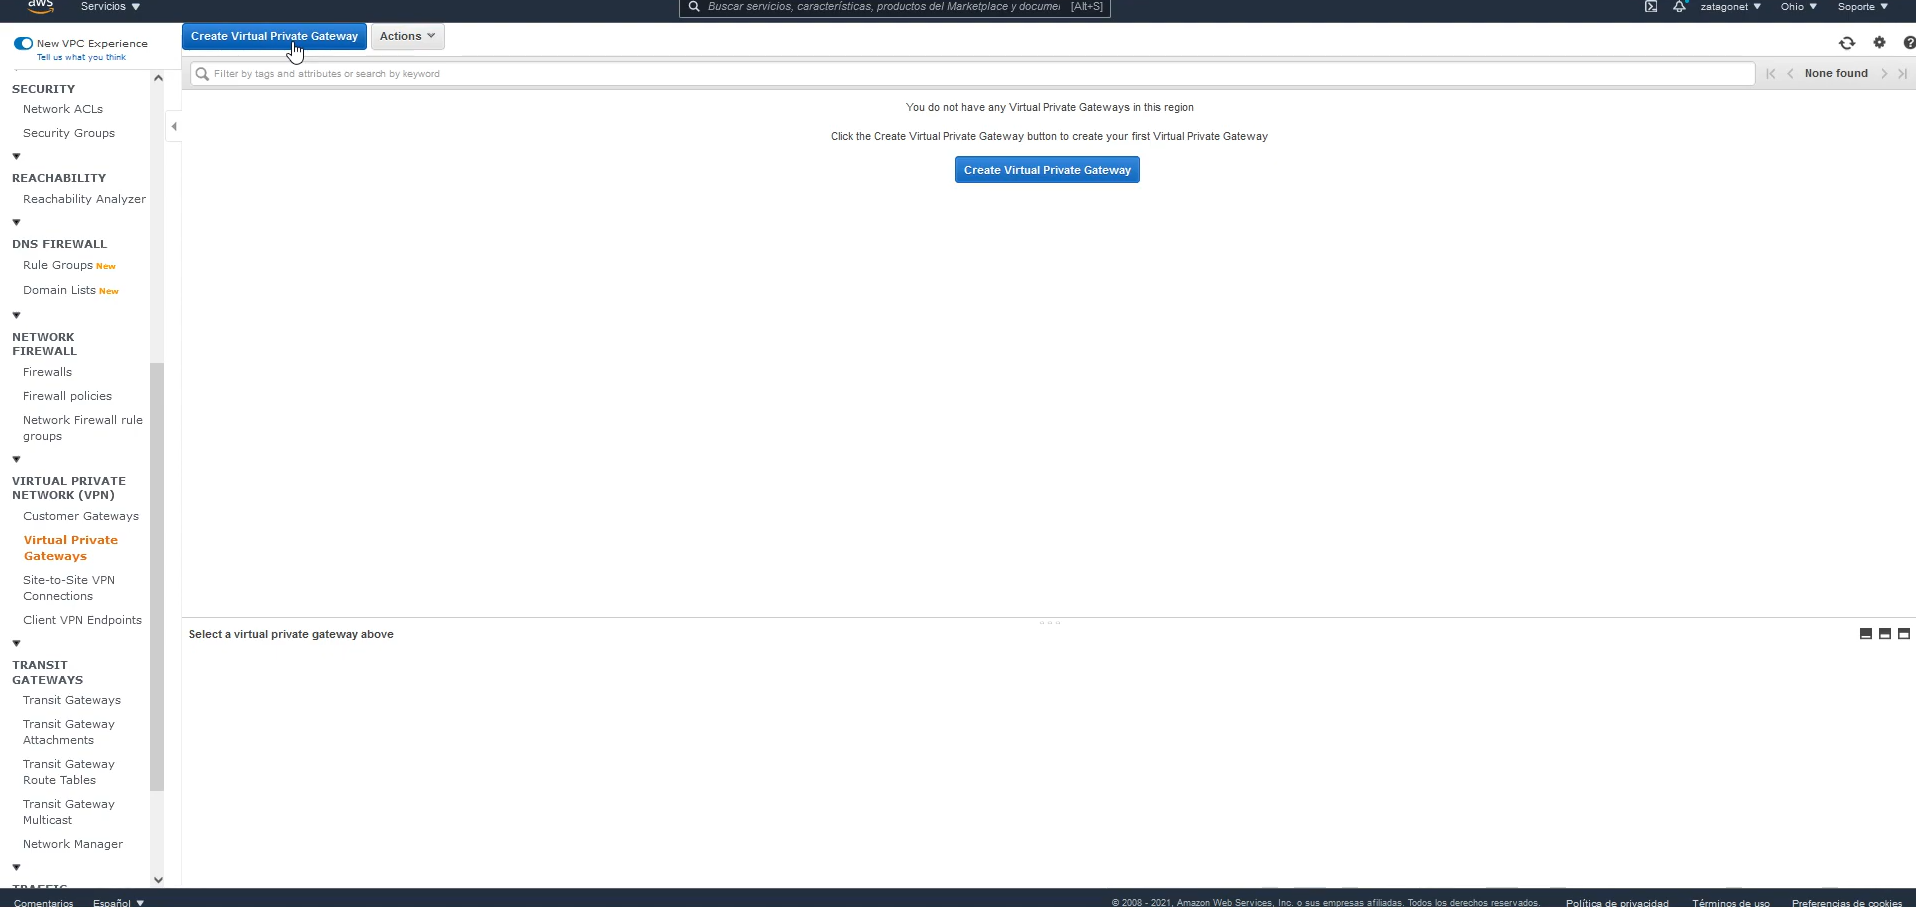 aws
Servicios
Buscar servicios, características, productos del Marketplace y documen [Alt+S]
zatagonet
Ohio
Soporte
New VPC Experience
Tell us what you think
Create Virtual Private Gateway
Actions
Filter by tags and attributes or search by keyword
None found
You do not have any Virtual Private Gateways in this region
Click the Create Virtual Private Gateway button to create your first Virtual Private Gateway
Create Virtual Private Gateway
SECURITY
Network ACLs
Security Groups
REACHABILITY
Reachability Analyzer
DNS FIREWALL
Rule Groups New
Domain Lists New
NETWORK
FIREWALL
Firewalls
Firewall policies
Network Firewall rule
groups
VIRTUAL PRIVATE
NETWORK (VPN)
Customer Gateways
Virtual Private
Gateways
Site-to-Site VPN
Connections
Client VPN Endpoints
TRANSIT
GATEWAYS
Transit Gateways
Transit Gateway
Attachments
Transit Gateway
Route Tables
Transit Gateway
Multicast
Network Manager
TRAFFIC
Select a virtual private gateway above
Comentarios
Español
© 2008 - 2021, Amazon Web Services, Inc. o sus empresas afiliadas. Todos los derechos reservados.
Política de privacidad
Términos de uso
Preferencias de cookies